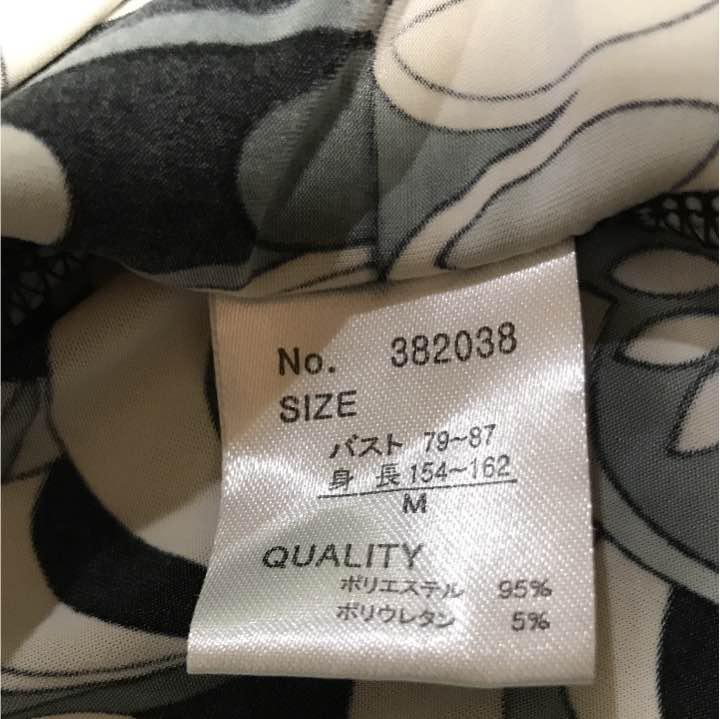 No. 382038
SIZE
バスト 79~87
身 長 154~162
M
QUALITY
ポリエステル 95%
ポリウレタン 5%